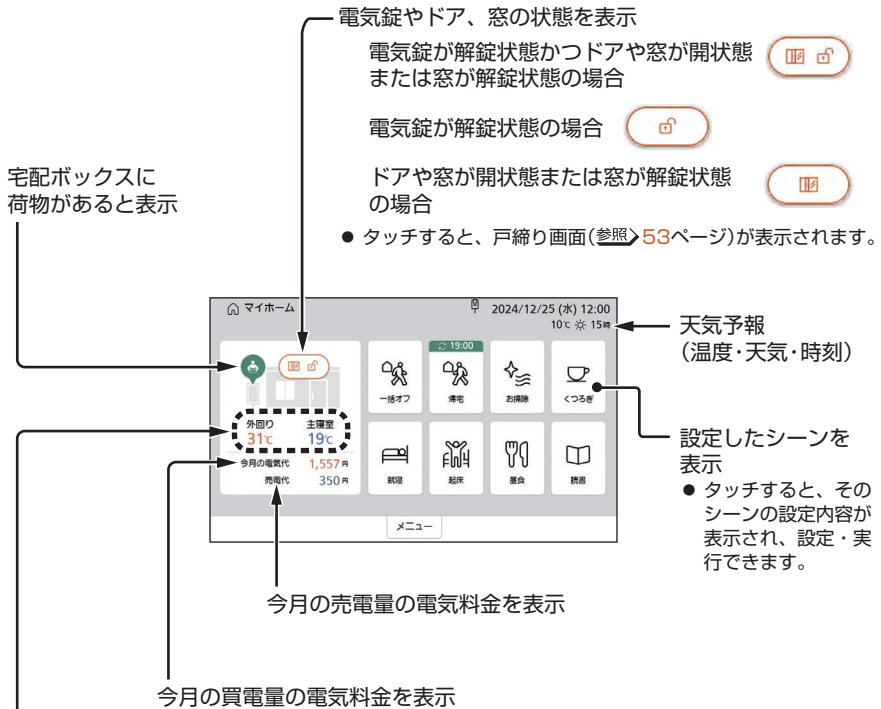 電気錠やドア、窓の状態を表示
電気錠が解錠状態かつドアや窓が開状態
または窓が解錠状態の場合
電気錠が解錠状態の場合
ドアや窓が開状態または窓が解錠状態
の場合
● タッチすると、戸締り画面(参照 53ページ)が表示されます。
宅配ボックスに
荷物があると表示
マイホーム
2024/12/25 (水) 12:00
10℃ 15時
19:00
一括オフ
帰宅
お掃除
くつろぎ
外回り 主寝室
31℃ 19℃
今月の電気代 1,557円
売電代 350円
就寝
起床
昼食
読書
メニュー
天気予報
(温度・天気・時刻)
設定したシーンを
表示
● タッチすると、その
シーンの設定内容が
表示され、設定・実
行できます。
今月の売電量の電気料金を表示
今月の買電量の電気料金を表示